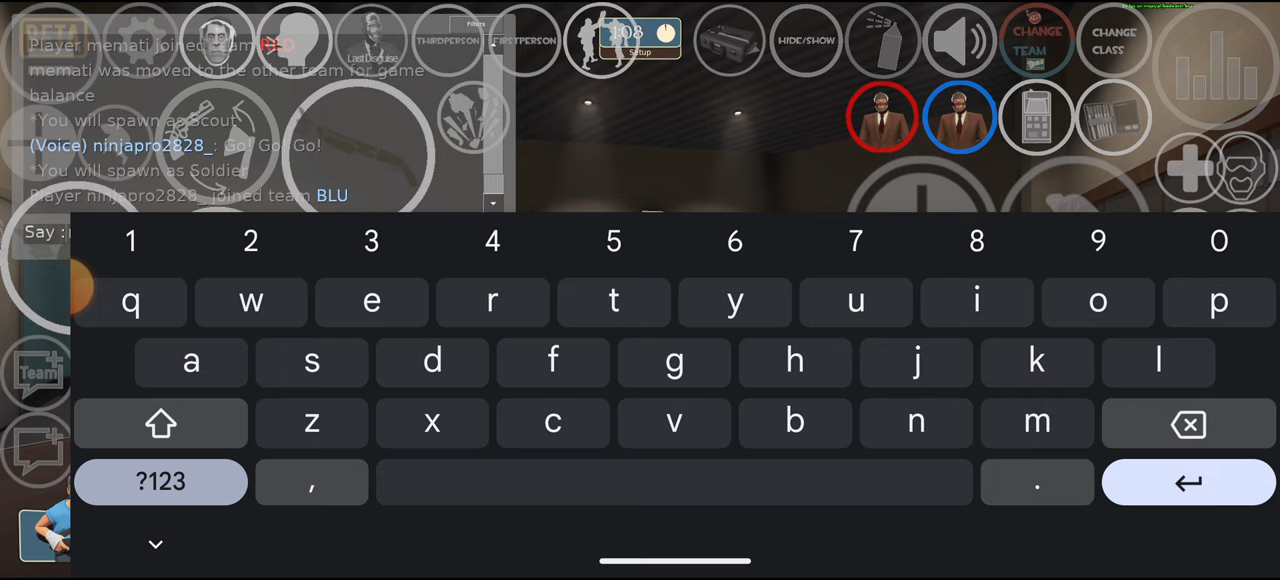 BETA
Player memati joined team RED
memati was moved to the other team for game
balance
*You will spawn as Scout
(Voice) ninjapro2828_: Go! Go! Go!
*You will spawn as Soldier
Player ninjapro2828_ joined team BLU
Say :
Filters
LastDisguise
THIRDPERSON
FIRSTPERSON
1:08
Setup
HIDE/SHOW
CHANGE
TEAM
CHANGE
CLASS
Team
1 2 3 4 5 6 7 8 9 0
q w e r t y u i o p
a s d f g h j k l
z x c v b n m
?123 , .